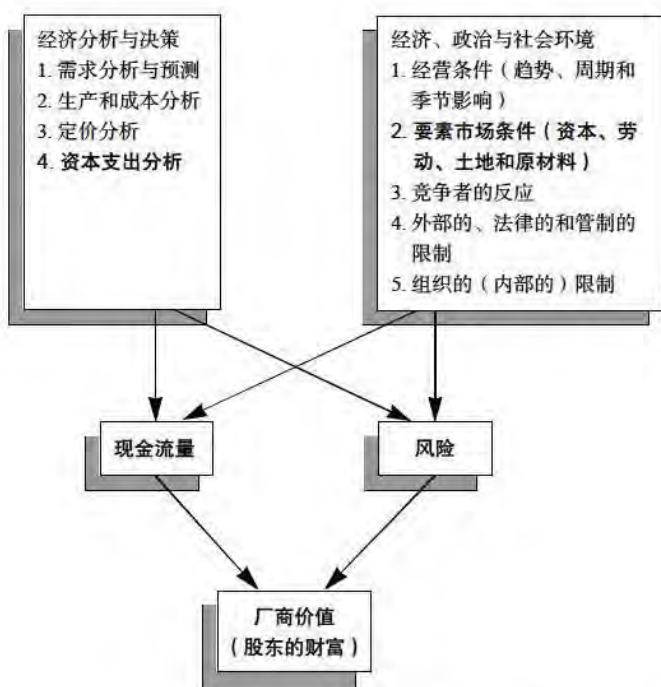 经济分析与决策
1. 需求分析与预测
2. 生产和成本分析
3. 定价分析
4. 资本支出分析
经济、政治与社会环境
1. 经营条件（趋势、周期和
季节影响）
2. 要素市场条件（资本、劳
动、土地和原材料）
3. 竞争者的反应
4. 外部的、法律的和管制的
限制
5. 组织的（内部的）限制
现金流量
风险
厂商价值
（股东的财富）